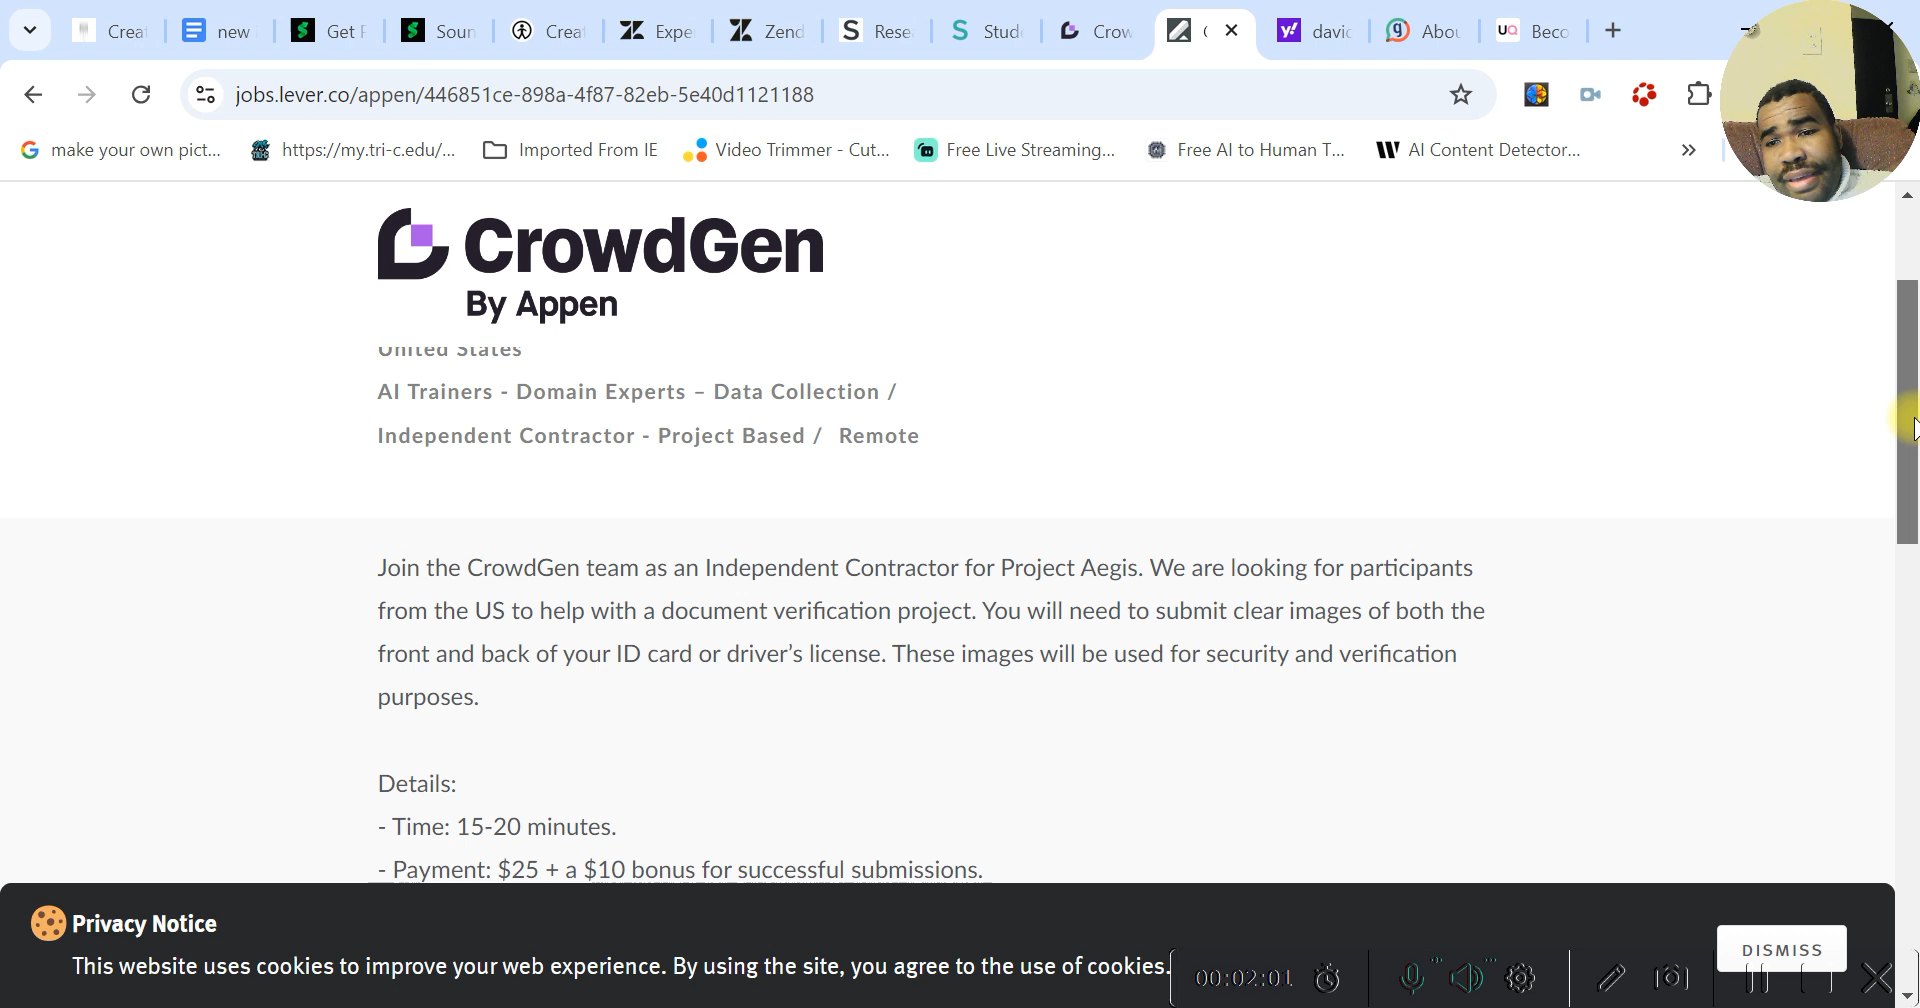 Crea
new
Get F
Soun
Crea
Expe
Zend
Rese
Stud
Crow
davic
Abou
Beco
jobs.lever.co/appen/446851ce-898a-4f87-82eb-5e40d1121188
make your own pict...
https://my.tri-c.edu/...
Imported From IE
Video Trimmer - Cut...
Free Live Streaming...
Free AI to Human T...
AI Content Detector...
CrowdGen
By Appen
United States
AI Trainers - Domain Experts – Data Collection /
Independent Contractor - Project Based / Remote
Join the CrowdGen team as an Independent Contractor for Project Aegis. We are looking for participants
from the US to help with a document verification project. You will need to submit clear images of both the
front and back of your ID card or driver’s license. These images will be used for security and verification
purposes.
Details:
- Time: 15-20 minutes.
- Payment: $25 + a $10 bonus for successful submissions.
Privacy Notice
This website uses cookies to improve your web experience. By using the site, you agree to the use of cookies.
DISMISS
00:02:01